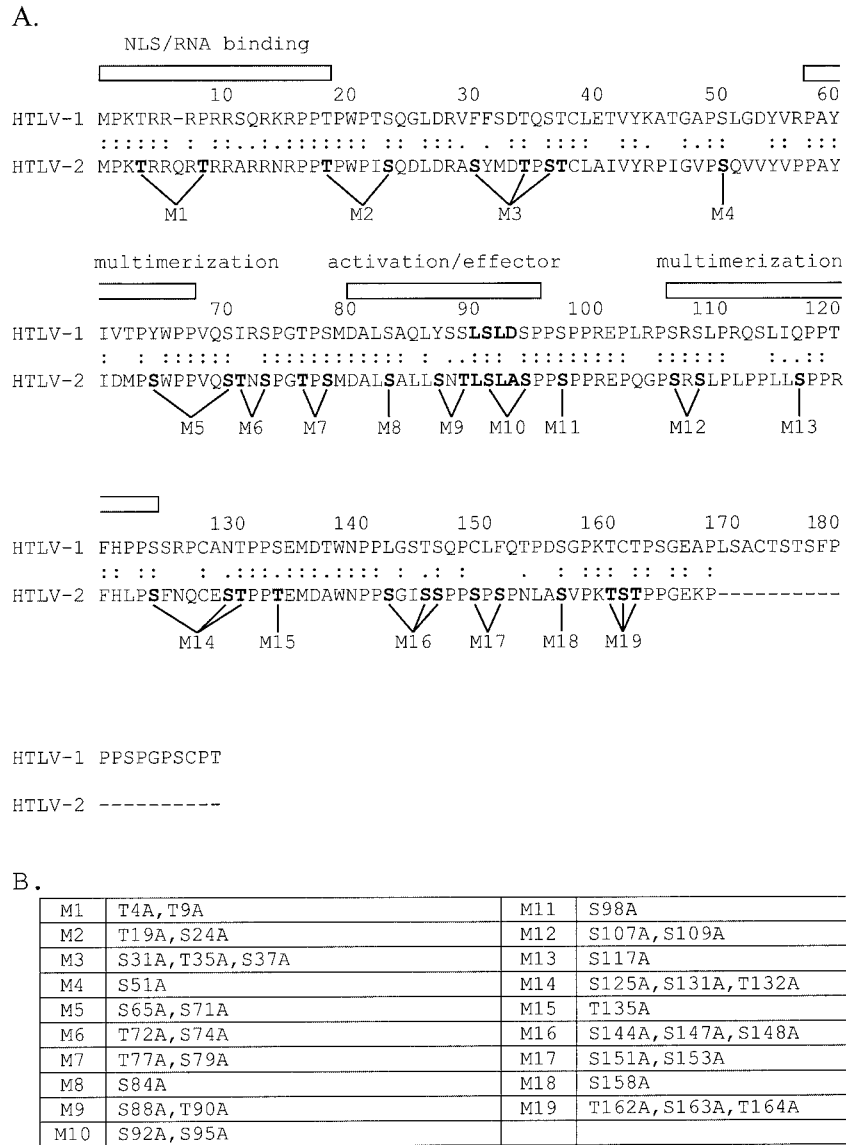 A.
NLS/RNA binding
10 20 30 40 50 60
HTLV-1 MPKTRR-RPRRSQRKRPPTPWPTSQGLDRVFFSDTQSTCLETVYKATGAPSLGDYVRPAY
:::::: : :: : :::::::: :: ::: . . :: ::: :: ::. . .:: : : :::
HTLV-2 MPKTRRQRTRRARRNRPPTPWPISQDLDRASYMDTPSTCLAIVYRPIGVPSQVVYVPPAY
M1 M2 M3 M4
multimerization activation/effector multimerization
70 80 90 100 110 120
HTLV-1 IVTPYWPPVQSIRSPGTPSMDALSAQLYSSLSLDSPPSPPREPLRPSRSLPRQSLIQPPT
: : :::::: . :::::::::: : :..:::.:::::::::: :::::: :..:::
HTLV-2 IDMPSWPPVQSTNSPGTPSMDALSALLSNTLSLASPPSPPREPQGPSRSLPLPPLLSPPR
M5 M6 M7 M8 M9 M10 M11 M12 M13
130 140 150 160 170 180
HTLV-1 FHPPSSSRPCANTPPSEMDTWNPPLGSTSQPCLFQTPDSGPKTCTPSGEAPLSACTSTSFP
HTLV-2 FHLPSFNQCESTPPTEMDAWNPPSGISSPPSPSPNLASVPKTSTPPGEKP-----------
M14 M15 M16 M17 M18 M19
HTLV-1 PPSPGPSCPT
HTLV-2 ----------
B.
M1 T4A,T9A M11 S98A
M2 T19A,S24A M12 S107A,S109A
M3 S31A,T35A,S37A M13 S117A
M4 S51A M14 S125A,S131A,T132A
M5 S65A,S71A M15 T135A
M6 T72A,S74A M16 S144A,S147A,S148A
M7 T77A,S79A M17 S151A,S153A
M8 S84A M18 S158A
M9 S88A,T90A M19 T162A,S163A,T164A
M10 S92A,S95A